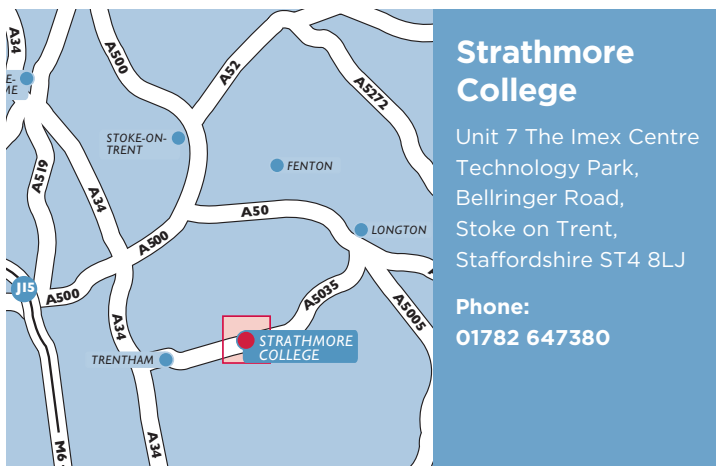 A34
A500
A52
A5272
E-
ME
STOKE-ON-
TRENT
FENTON
A519
A34
A50
LONGTON
A500
J15
A500
A5035
A34
A5005
STRATHMORE
COLLEGE
TRENTHAM
A34
M6
A
Strathmore
College
Unit 7 The Imex Centre
Technology Park,
Bellringer Road,
Stoke on Trent,
Staffordshire ST4 8LJ
Phone:
01782 647380